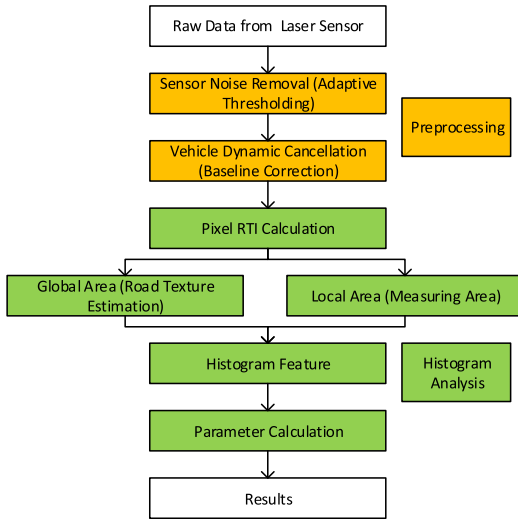 Raw Data from Laser Sensor
Sensor Noise Removal (Adaptive
Thresholding)
Preprocessing
Vehicle Dynamic Cancellation
(Baseline Correction)
Pixel RTI Calculation
Global Area (Road Texture
Estimation)
Local Area (Measuring Area)
Histogram Feature
Histogram
Analysis
Parameter Calculation
Results